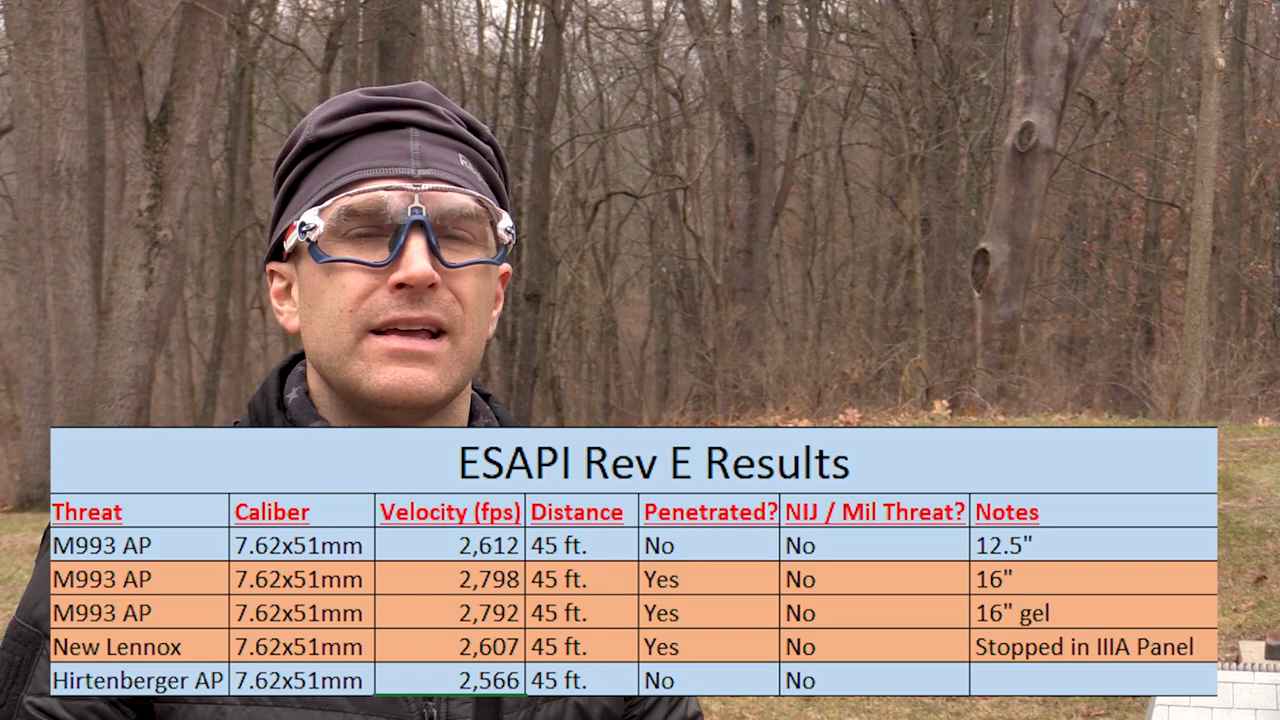 ESAPI Rev E Results
Threat Caliber Velocity (fps) Distance Penetrated? NIJ / Mil Threat? Notes
M993 AP 7.62x51mm 2,612 45 ft. No No 12.5"
M993 AP 7.62x51mm 2,798 45 ft. Yes No 16"
M993 AP 7.62x51mm 2,792 45 ft. Yes No 16" gel
New Lennox 7.62x51mm 2,607 45 ft. Yes No Stopped in IIIA Panel
Hirtenberger AP 7.62x51mm 2,566 45 ft. No No